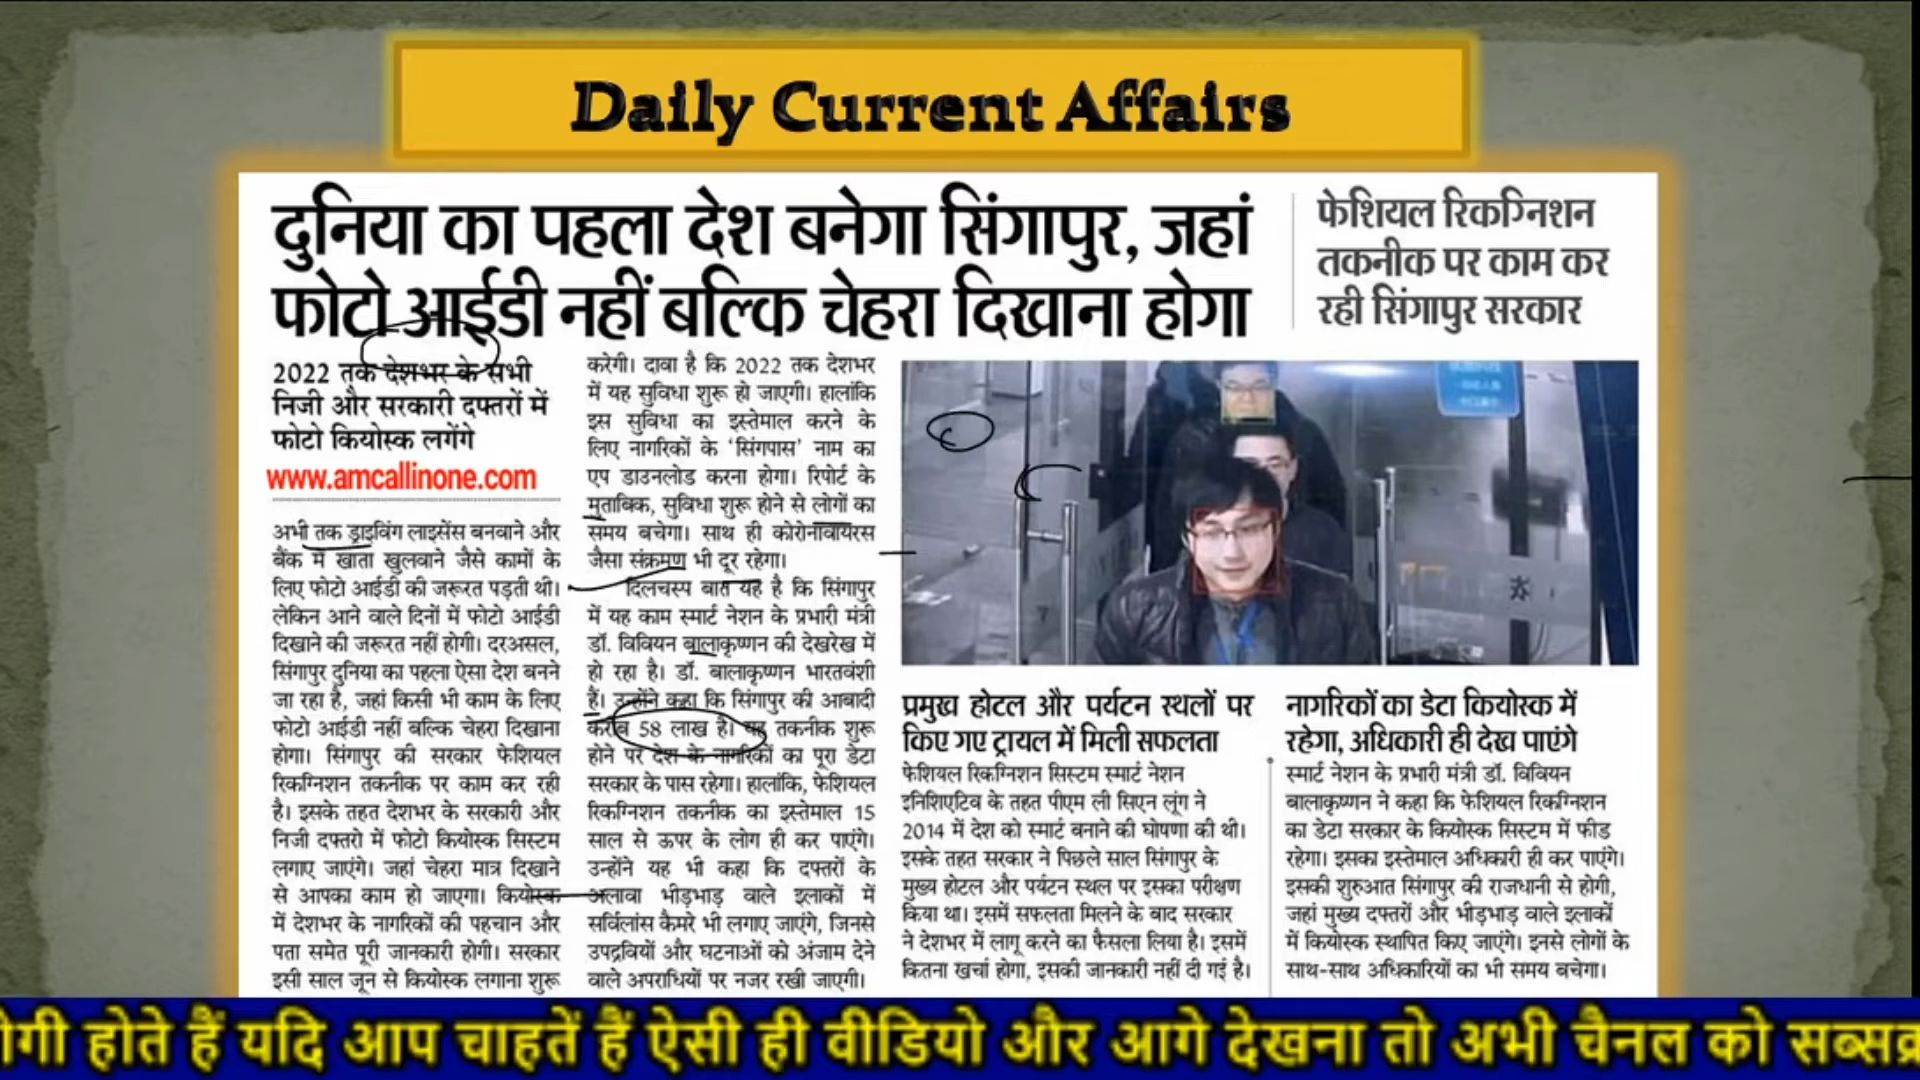 Daily Current Affairs
दुनिया का पहला देश बनेगा सिंगापुर, जहां
फोटो आईडी नहीं बल्कि चेहरा दिखाना होगा
फेशियल रिकग्निशन
तकनीक पर काम कर
रही सिंगापुर सरकार
2022 तक देशभर के सभी
निजी और सरकारी दफ्तरों में
फोटो कियोस्क लगेंगे
www.amcallinone.com
अभी तक ड्राइविंग लाइसेंस बनवाने और
बैंक में खाता खुलवाने जैसे कामों के
लिए फोटो आईडी की जरूरत पड़ती थी।
लेकिन आने वाले दिनों में फोटो आईडी
दिखाने की जरूरत नहीं होगी। दरअसल,
सिंगापुर दुनिया का पहला ऐसा देश बनने
जा रहा है, जहां किसी भी काम के लिए
फोटो आईडी नहीं बल्कि चेहरा दिखाना
होगा। सिंगापुर की सरकार फेशियल
रिकग्निशन तकनीक पर काम कर रही
है। इसके तहत देशभर के सरकारी और
निजी दफ्तरो में फोटो कियोस्क सिस्टम
लगाए जाएंगे। जहां चेहरा मात्र दिखाने
से आपका काम हो जाएगा। कियोस्क
में देशभर के नागरिकों की पहचान और
पता समेत पूरी जानकारी होगी। सरकार
इसी साल जून से कियोस्क लगाना शुरू
करेगी। दावा है कि 2022 तक देशभर
में यह सुविधा शुरू हो जाएगी। हालांकि
इस सुविधा का इस्तेमाल करने के
लिए नागरिकों के ‘सिंगपास’ नाम का
एप डाउनलोड करना होगा। रिपोर्ट के
मुताबिक, सुविधा शुरू होने से लोगों का
समय बचेगा। साथ ही कोरोनावायरस
जैसा संक्रमण भी दूर रहेगा।
दिलचस्प बात यह है कि सिंगापुर
में यह काम स्मार्ट नेशन के प्रभारी मंत्री
डॉ. विवियन बालाकृष्णन की देखरेख में
हो रहा है। डॉ. बालाकृष्णन भारतवंशी
हैं। उन्होंने कहा कि सिंगापुर की आबादी
करीब 58 लाख है। यह तकनीक शुरू
होने पर देश के नागरिकों का पूरा डेटा
सरकार के पास रहेगा। हालांकि, फेशियल
रिकग्निशन तकनीक का इस्तेमाल 15
साल से ऊपर के लोग ही कर पाएंगे।
उन्होंने यह भी कहा कि दफ्तरों के
अलावा भीड़भाड़ वाले इलाकों में
सर्विलांस कैमरे भी लगाए जाएंगे, जिनसे
उपद्रवियों और घटनाओं को अंजाम देने
वाले अपराधियों पर नजर रखी जाएगी।
प्रमुख होटल और पर्यटन स्थलों पर
किए गए ट्रायल में मिली सफलता
फेशियल रिकग्निशन सिस्टम स्मार्ट नेशन
इनिशिएटिव के तहत पीएम ली सिएन लूंग ने
2014 में देश को स्मार्ट बनाने की घोषणा की थी।
इसके तहत सरकार ने पिछले साल सिंगापुर के
मुख्य होटल और पर्यटन स्थल पर इसका परीक्षण
किया था। इसमें सफलता मिलने के बाद सरकार
ने देशभर में लागू करने का फैसला लिया है। इसमें
कितना खर्चा होगा, इसकी जानकारी नहीं दी गई है।
नागरिकों का डेटा कियोस्क में
रहेगा, अधिकारी ही देख पाएंगे
स्मार्ट नेशन के प्रभारी मंत्री डॉ. विवियन
बालाकृष्णन ने कहा कि फेशियल रिकग्निशन
का डेटा सरकार के कियोस्क सिस्टम में फीड
रहेगा। इसका इस्तेमाल अधिकारी ही कर पाएंगे।
इसकी शुरुआत सिंगापुर की राजधानी से होगी,
जहां मुख्य दफ्तरों और भीड़भाड़ वाले इलाकों
में कियोस्क स्थापित किए जाएंगे। इनसे लोगों के
साथ-साथ अधिकारियों का भी समय बचेगा।
होते हैं यदि आप चाहतें हैं ऐसी ही वीडियो और आगे देखना तो अभी चैनल को